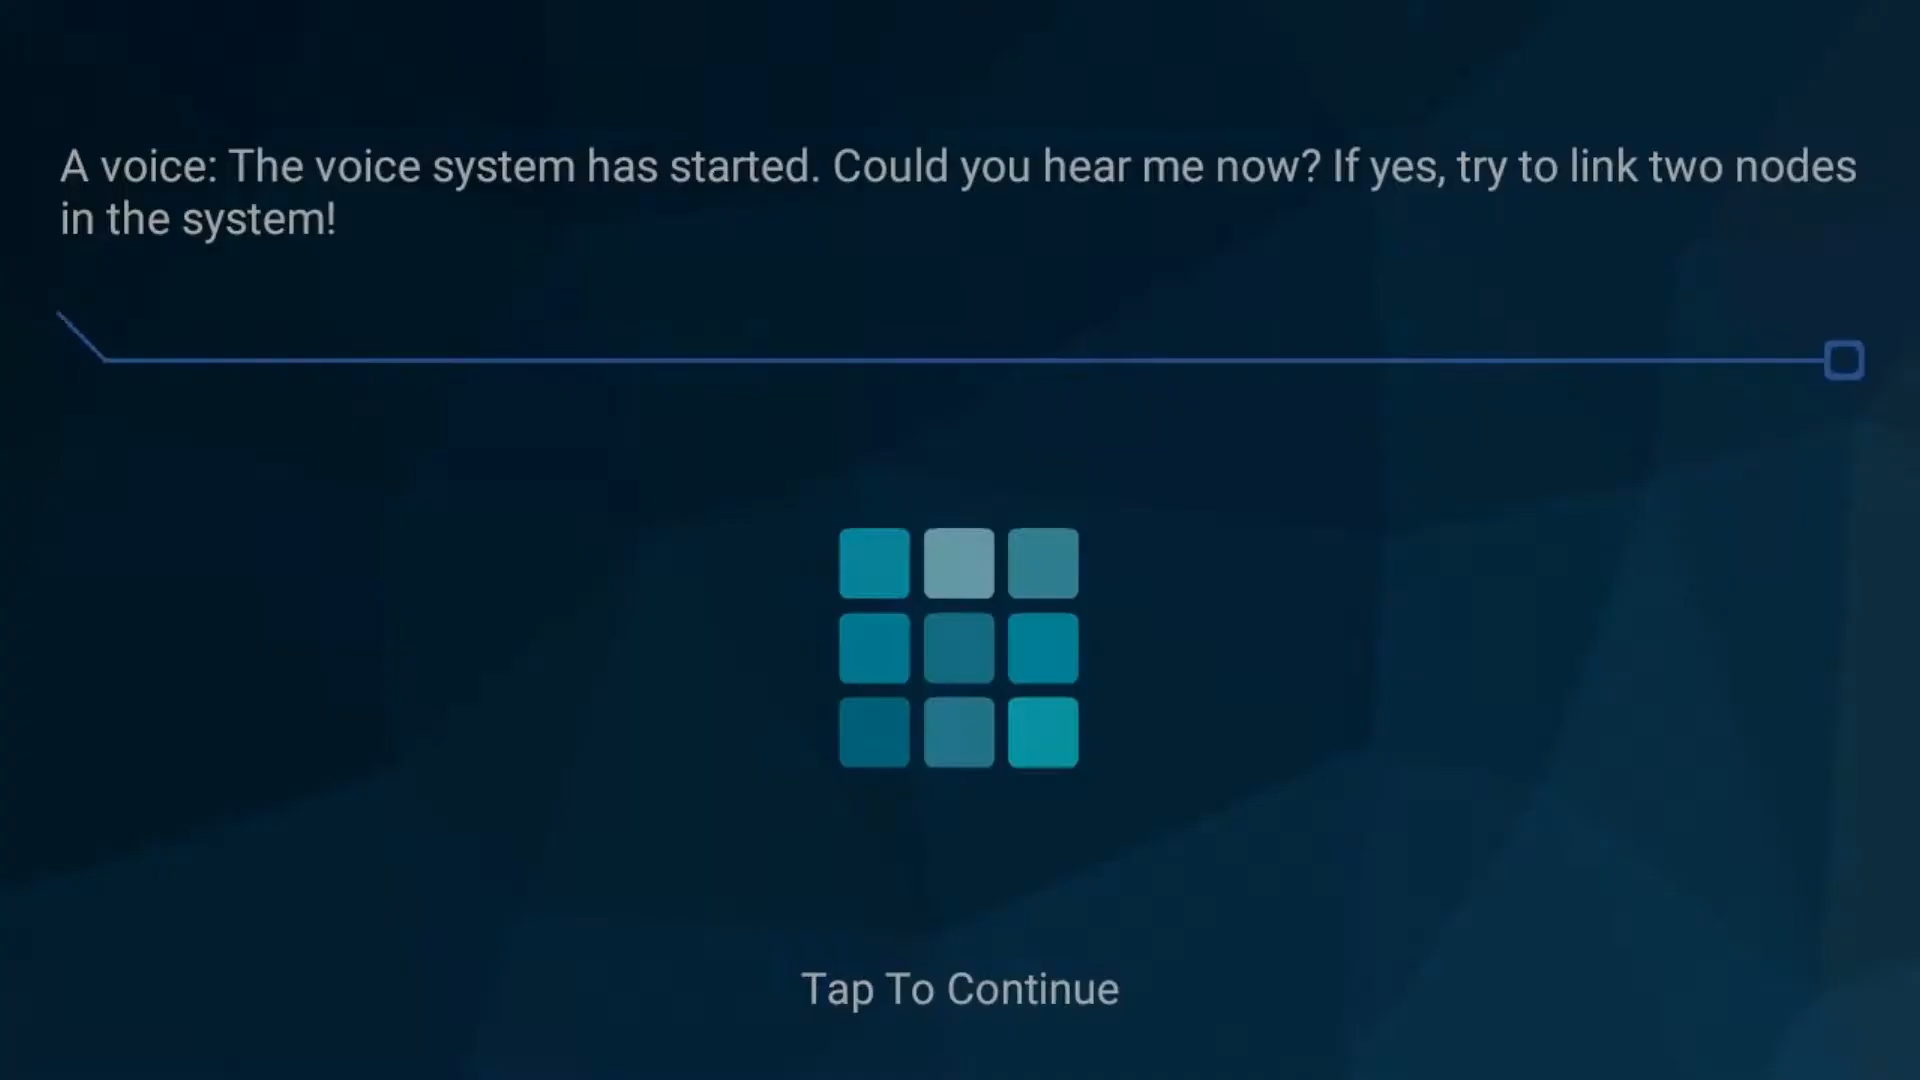 A voice: The voice system has started. Could you hear me now? If yes, try to link two nodes
in the system!
Tap To Continue